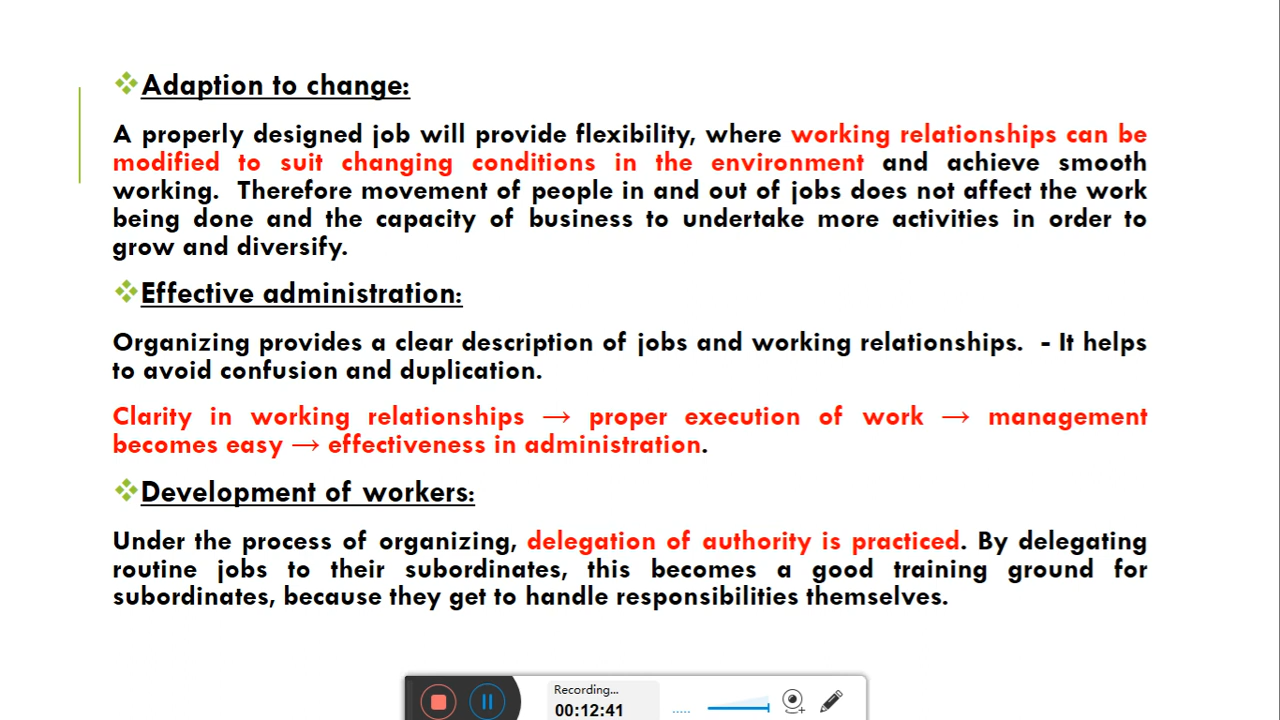 ❖Adaption to change:
A properly designed job will provide flexibility, where working relationships can be
modified to suit changing conditions in the environment and achieve smooth
working. Therefore movement of people in and out of jobs does not affect the work
being done and the capacity of business to undertake more activities in order to
grow and diversify.
❖Effective administration:
Organizing provides a clear description of jobs and working relationships. - It helps
to avoid confusion and duplication.
Clarity in working relationships → proper execution of work → management
becomes easy → effectiveness in administration.
❖Development of workers:
Under the process of organizing, delegation of authority is practiced. By delegating
routine jobs to their subordinates, this becomes a good training ground for
subordinates, because they get to handle responsibilities themselves.
Recording...
00:12:41